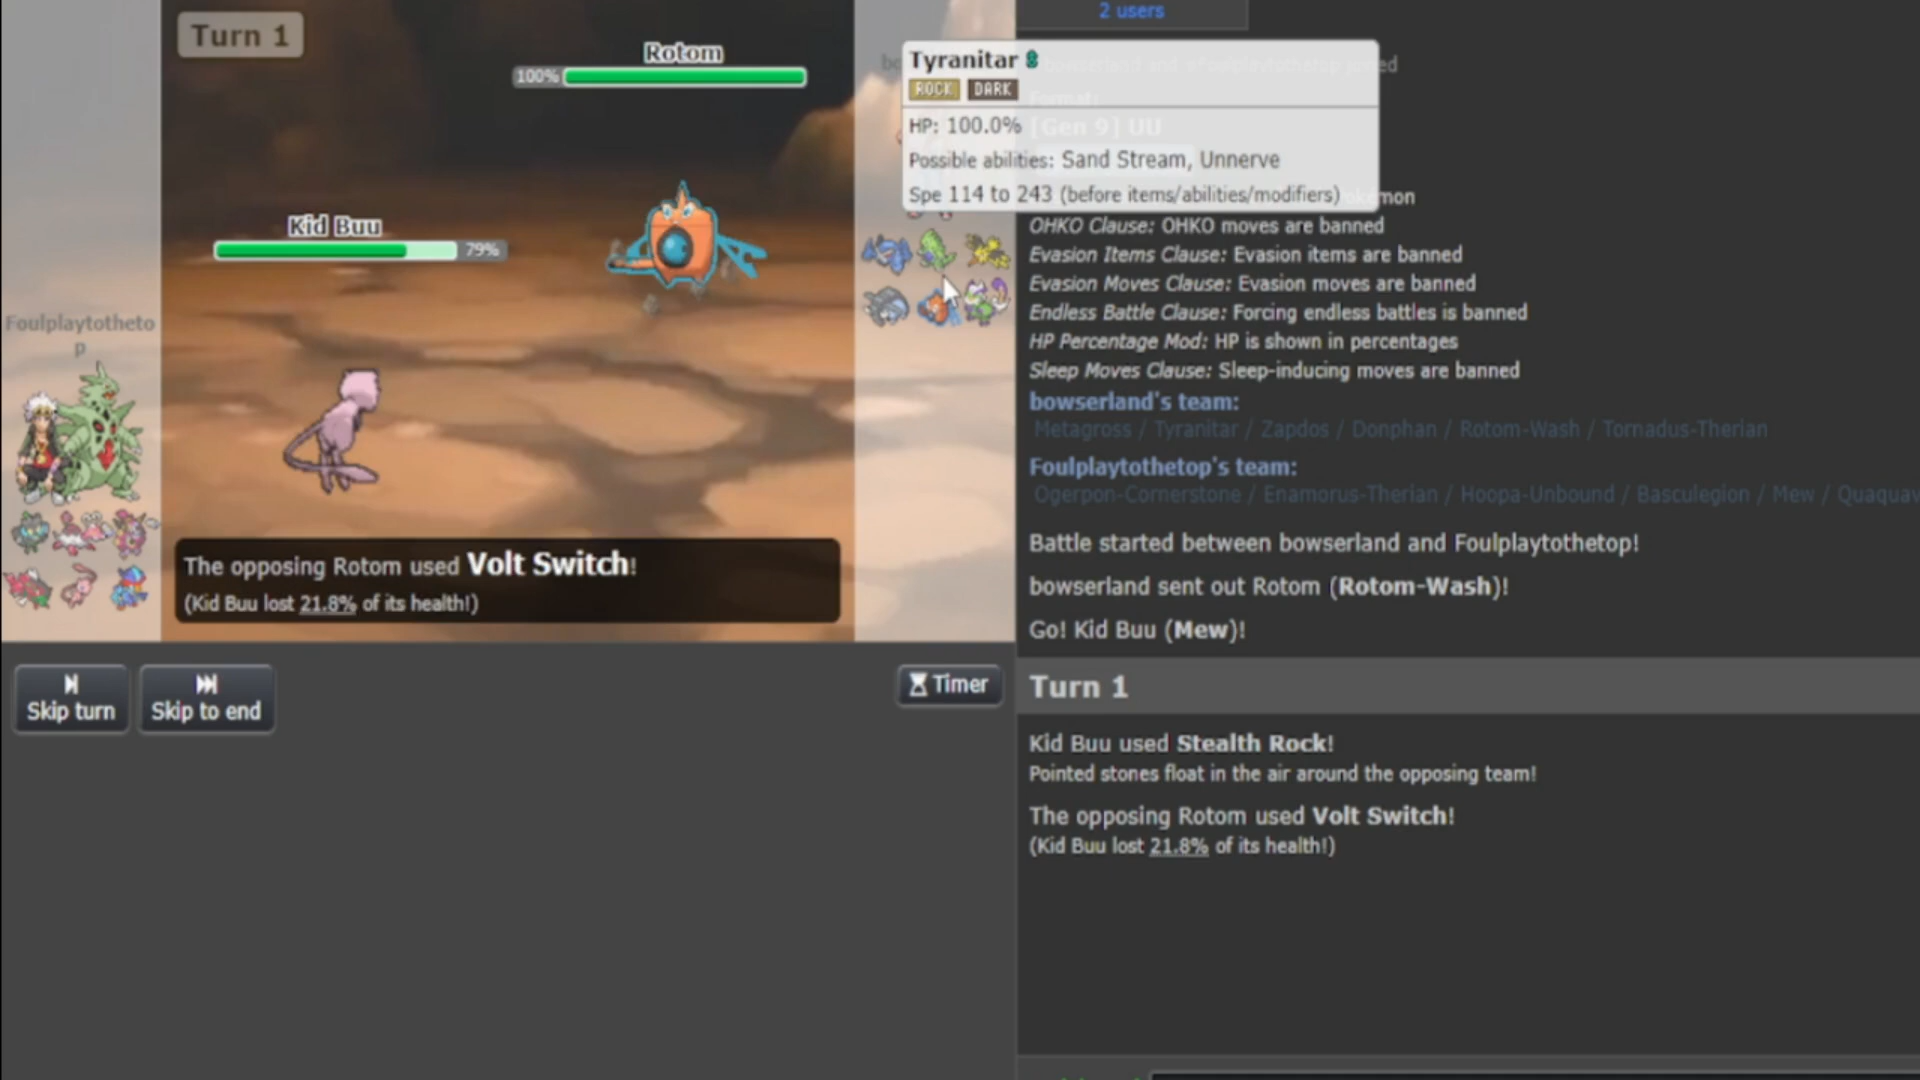 Turn 1
Rotom
100%
Kid Buu
79%
Foulplaytotheto
p
The opposing Rotom used Volt Switch!
(Kid Buu lost 21.8% of its health!)
Skip turn
Skip to end
Timer
2 users
Tyranitar
ROCK DARK
HP: 100.0%
[Gen 9] UU
Possible abilities: Sand Stream, Unnerve
Spe 114 to 243 (before items/abilities/modifiers)
OHKO Clause: OHKO moves are banned
Evasion Items Clause: Evasion items are banned
Evasion Moves Clause: Evasion moves are banned
Endless Battle Clause: Forcing endless battles is banned
HP Percentage Mod: HP is shown in percentages
Sleep Moves Clause: Sleep-inducing moves are banned
bowserland's team:
Metagross / Tyranitar / Zapdos / Donphan / Rotom-Wash / Tornadus-Therian
Foulplaytothetop's team:
Ogerpon-Cornerstone / Enamorus-Therian / Hoopa-Unbound / Basculegion / Mew / Quaquav
Battle started between bowserland and Foulplaytothetop!
bowserland sent out Rotom (Rotom-Wash)!
Go! Kid Buu (Mew)!
Turn 1
Kid Buu used Stealth Rock!
Pointed stones float in the air around the opposing team!
The opposing Rotom used Volt Switch!
(Kid Buu lost 21.8% of its health!)